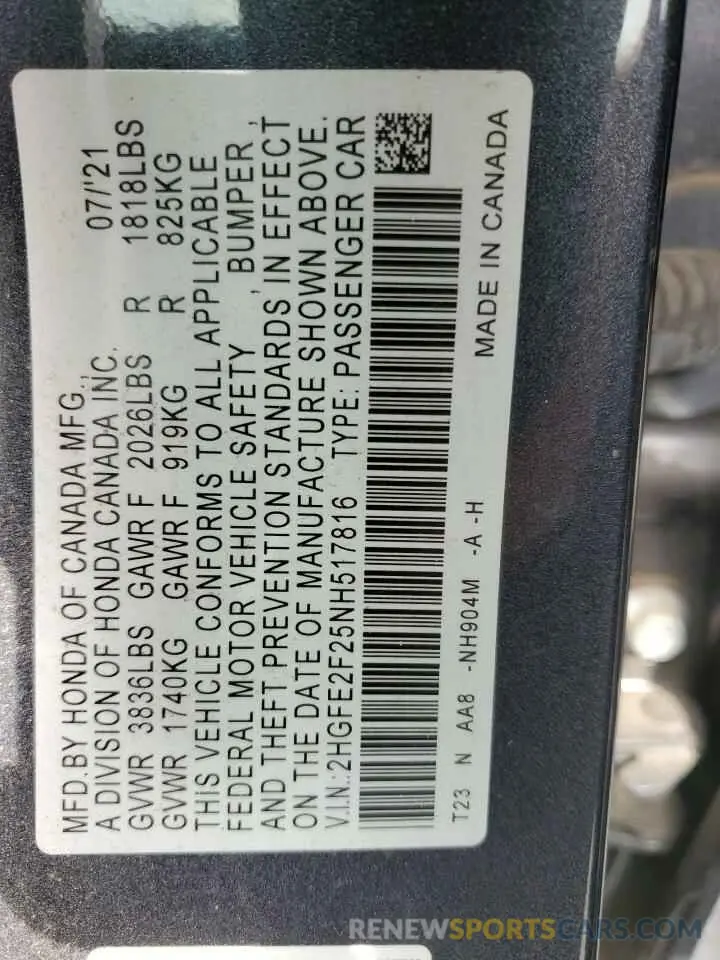 MFD.BY HONDA OF CANADA MFG.,
A DIVISION OF HONDA CANADA INC. 07/'21
GVWR 3836LBS GAWR F 2026LBS R 1818LBS
GVWR 1740KG GAWR F 919KG R 825KG
THIS VEHICLE CONFORMS TO ALL APPLICABLE
FEDERAL MOTOR VEHICLE SAFETY , BUMPER ,
AND THEFT PREVENTION STANDARDS IN EFFECT
ON THE DATE OF MANUFACTURE SHOWN ABOVE.
V.I.N.:2HGFE2F25NH517816 TYPE: PASSENGER CAR
T23 N AA8 -NH904M -A -H
MADE IN CANADA
RENEWSPORTSCARS.COM